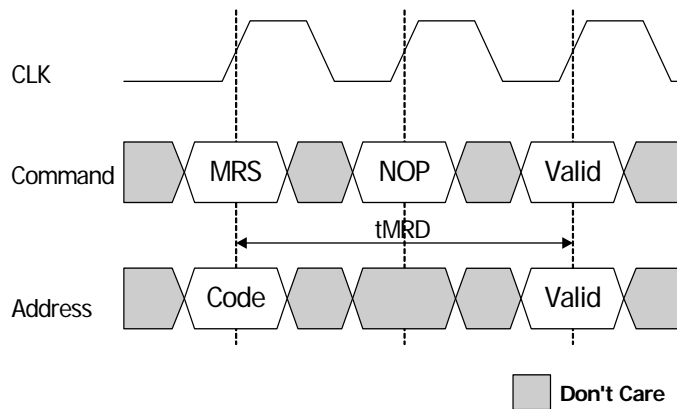 CLK
Command MRS NOP Valid
tMRD
Address Code Valid
Don't Care